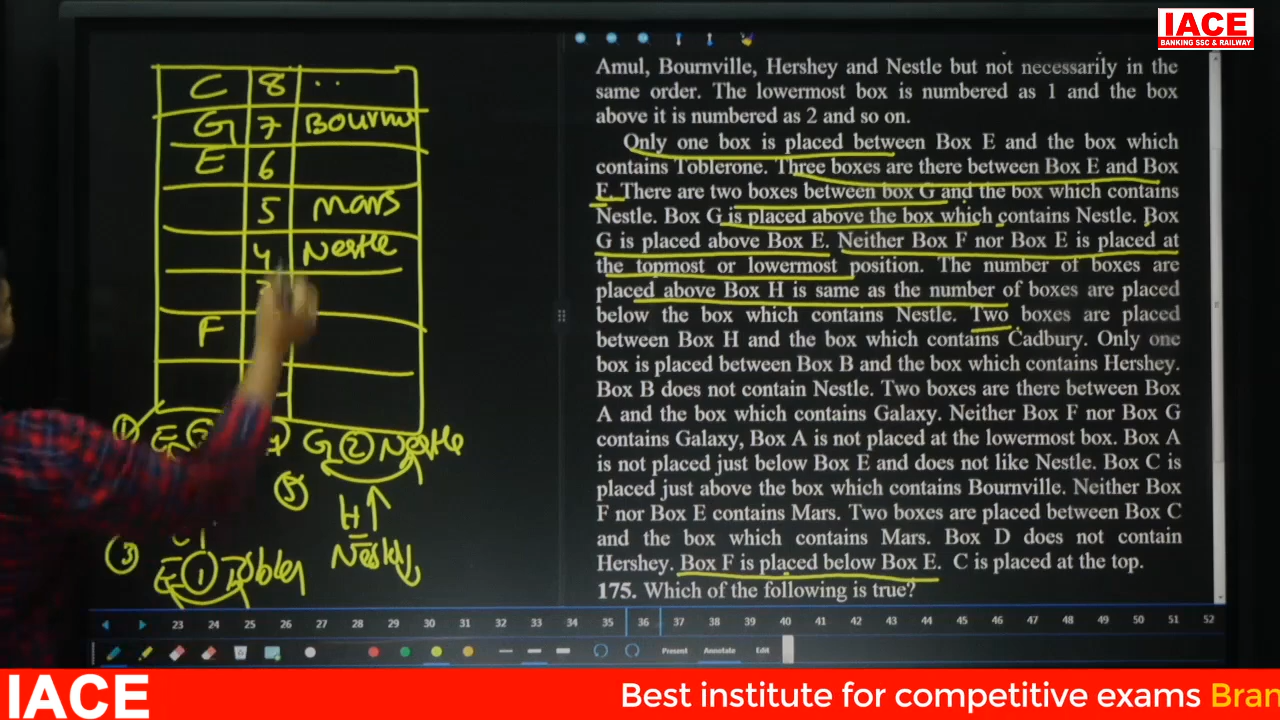 IACE
BANKING SSC & RAILWAY
C 8 ..
G 7 Bournvi
E 6
5 Mars
4 Nestle
F
① E ③ G ② Nestle
⑤
H ↑
Nestle
③ E ① Tobler
Amul, Bournville, Hershey and Nestle but not necessarily in the
same order. The lowermost box is numbered as 1 and the box
above it is numbered as 2 and so on.
Only one box is placed between Box E and the box which
contains Toblerone. Three boxes are there between Box E and Box
F. There are two boxes between box G and the box which contains
Nestle. Box G is placed above the box which contains Nestle. Box
G is placed above Box E. Neither Box F nor Box E is placed at
the topmost or lowermost position. The number of boxes are
placed above Box H is same as the number of boxes are placed
below the box which contains Nestle. Two boxes are placed
between Box H and the box which contains Cadbury. Only one
box is placed between Box B and the box which contains Hershey.
Box B does not contain Nestle. Two boxes are there between Box
A and the box which contains Galaxy. Neither Box F nor Box G
contains Galaxy, Box A is not placed at the lowermost box. Box A
is not placed just below Box E and does not like Nestle. Box C is
placed just above the box which contains Bournville. Neither Box
F nor Box E contains Mars. Two boxes are placed between Box C
and the box which contains Mars. Box D does not contain
Hershey. Box F is placed below Box E. C is placed at the top.
175. Which of the following is true?
23 24 25 26 27 28 29 30 31 32 33 34 35 36 37 38 39 40 41 42 43 44 45 46 47 48 49 50 51 52
Present Annotate Edit
IACE
Best institute for competitive exams Bran